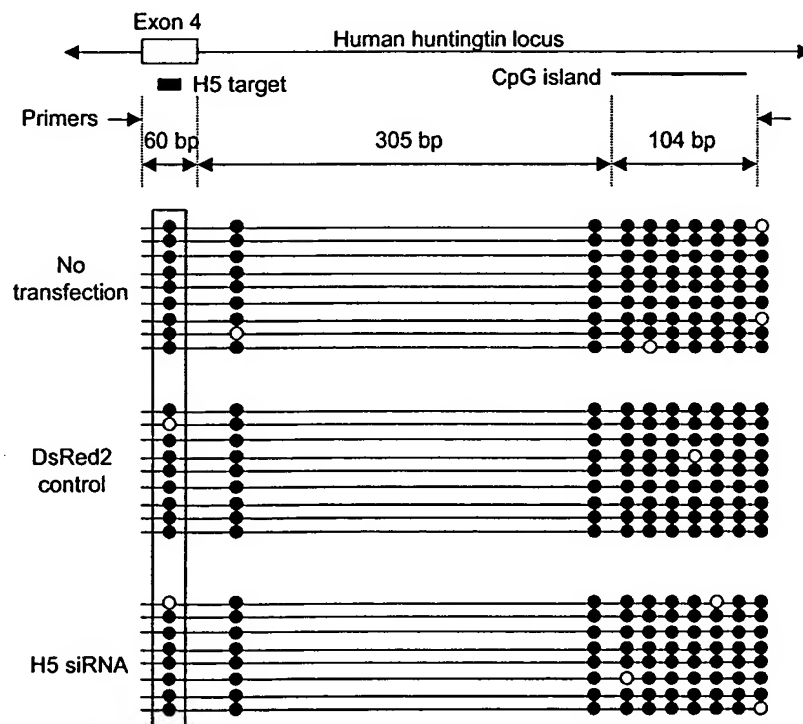 Exon 4
Human huntingtin locus
H5 target
CpG island
Primers
60 bp
305 bp
104 bp
No
transfection
DsRed2
control
H5 siRNA